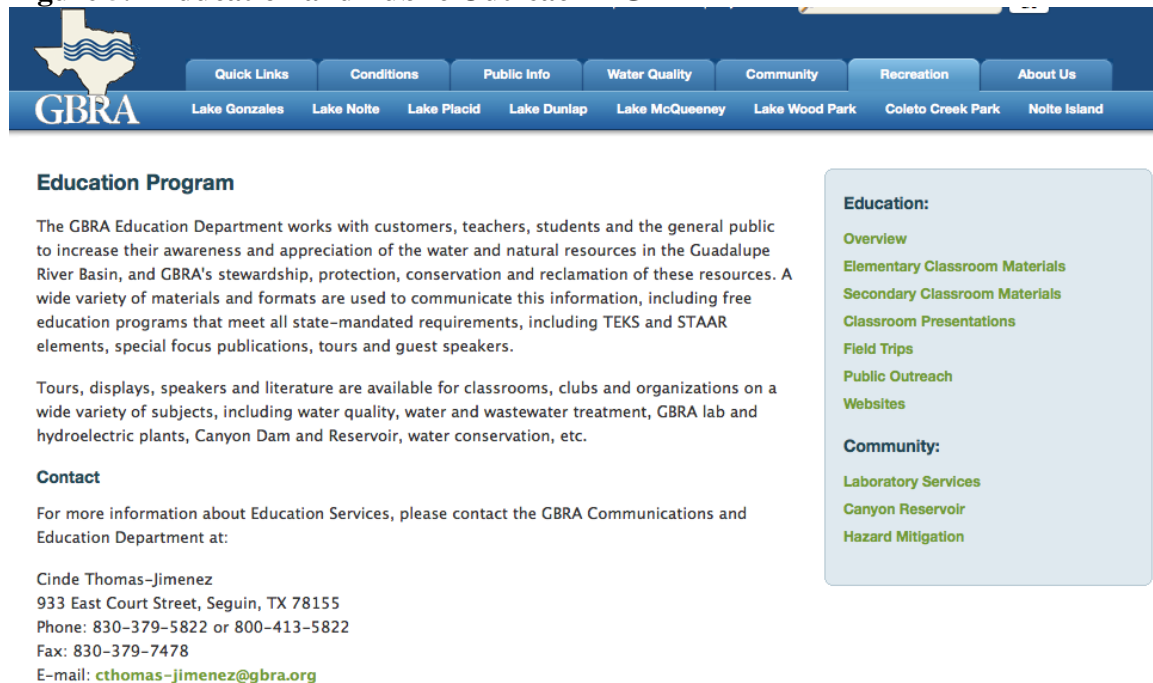 GBRA
Quick Links Conditions Public Info Water Quality Community Recreation About Us
Lake Gonzales Lake Nolte Lake Placid Lake Dunlap Lake McQueeney Lake Wood Park Coleto Creek Park Nolte Island
Education Program
The GBRA Education Department works with customers, teachers, students and the general public
to increase their awareness and appreciation of the water and natural resources in the Guadalupe
River Basin, and GBRA's stewardship, protection, conservation and reclamation of these resources. A
wide variety of materials and formats are used to communicate this information, including free
education programs that meet all state-mandated requirements, including TEKS and STAAR
elements, special focus publications, tours and guest speakers.
Tours, displays, speakers and literature are available for classrooms, clubs and organizations on a
wide variety of subjects, including water quality, water and wastewater treatment, GBRA lab and
hydroelectric plants, Canyon Dam and Reservoir, water conservation, etc.
Contact
For more information about Education Services, please contact the GBRA Communications and
Education Department at:
Cinde Thomas-Jimenez
933 East Court Street, Seguin, TX 78155
Phone: 830-379-5822 or 800-413-5822
Fax: 830-379-7478
E-mail: cthomas-jimenez@gbra.org
Education:
Overview
Elementary Classroom Materials
Secondary Classroom Materials
Classroom Presentations
Field Trips
Public Outreach
Websites
Community:
Laboratory Services
Canyon Reservoir
Hazard Mitigation